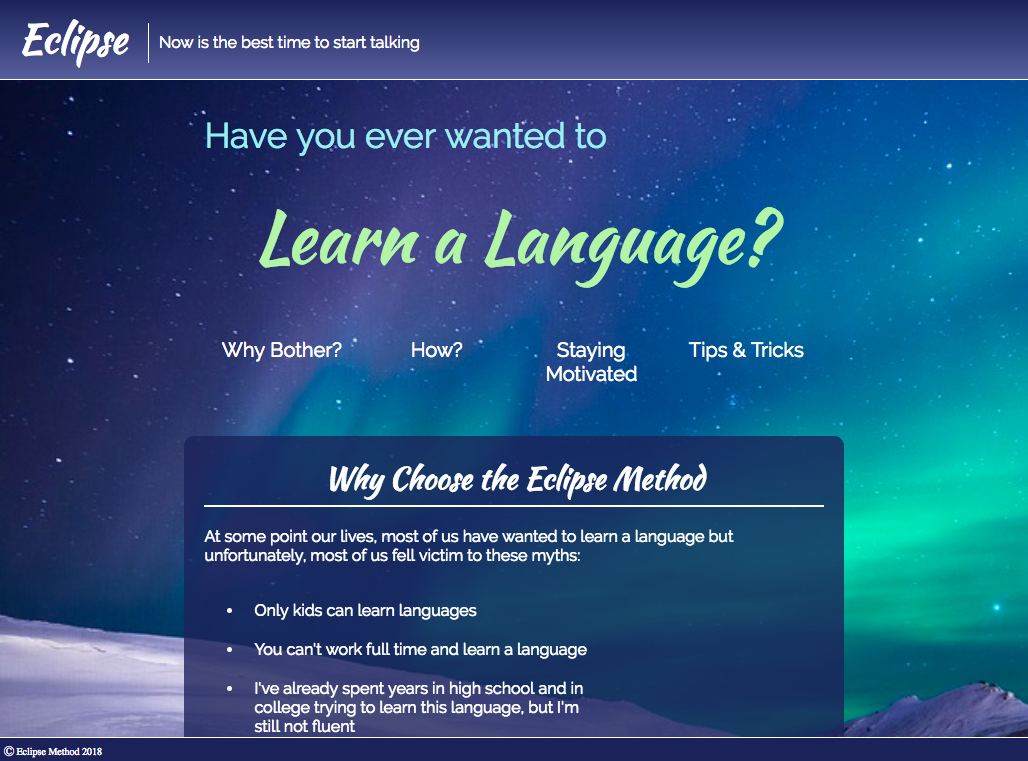 Eclipse
Now is the best time to start talking
Have you ever wanted to
Learn a Language?
Why Bother?
How?
Staying
Motivated
Tips & Tricks
Why Choose the Eclipse Method
At some point our lives, most of us have wanted to learn a language but
unfortunately, most of us fell victim to these myths:
• Only kids can learn languages
• You can't work full time and learn a language
• I've already spent years in high school and in
college trying to learn this language, but I'm
still not fluent
© Eclipse Method 2018